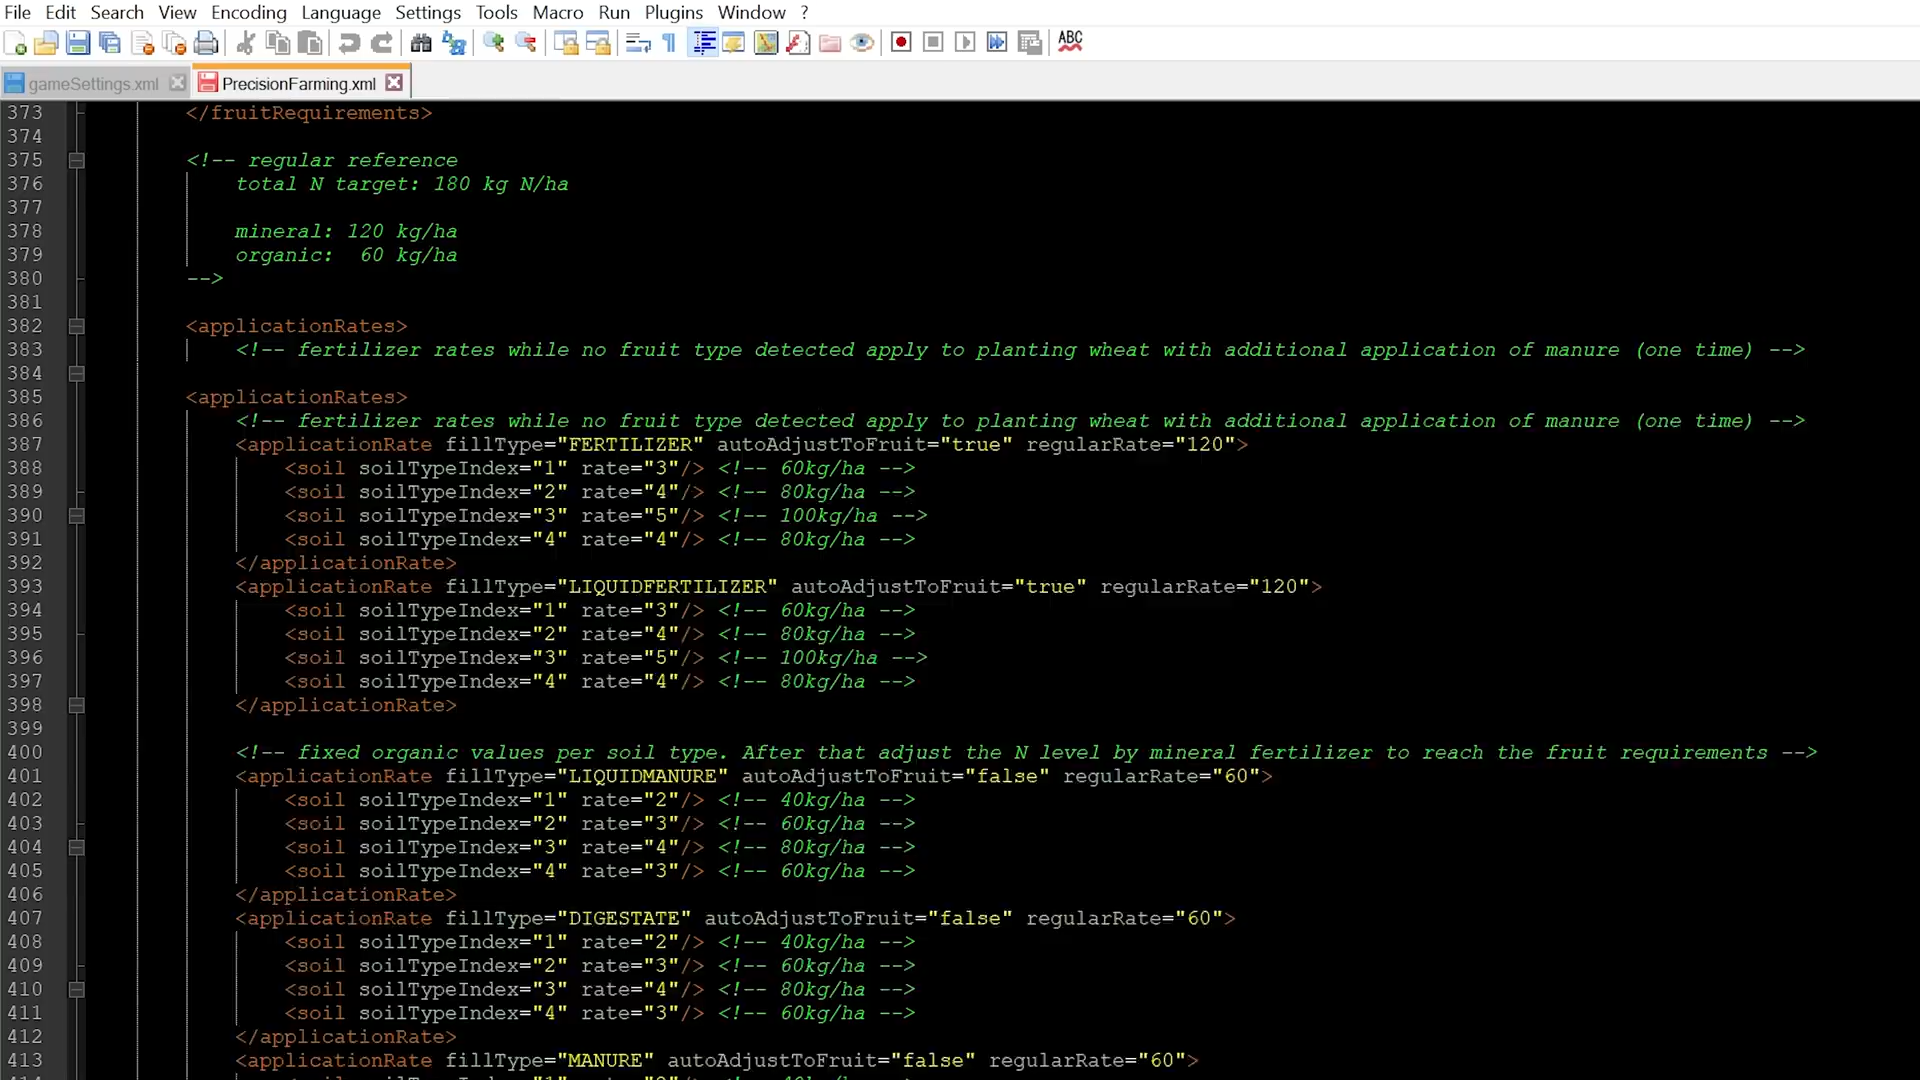 File Edit Search View Encoding Language Settings Tools Macro Run Plugins Window ?
ABC
gameSettings.xml PrecisionFarming.xml
373 </fruitRequirements>
374
375 <!-- regular reference
376 total N target: 180 kg N/ha
377
378 mineral: 120 kg/ha
379 organic: 60 kg/ha
380 -->
381
382 <applicationRates>
383 <!-- fertilizer rates while no fruit type detected apply to planting wheat with additional application of manure (one time) -->
384
385 <applicationRates>
386 <!-- fertilizer rates while no fruit type detected apply to planting wheat with additional application of manure (one time) -->
387 <applicationRate fillType="FERTILIZER" autoAdjustToFruit="true" regularRate="120">
388 <soil soilTypeIndex="1" rate="3"/> <!-- 60kg/ha -->
389 <soil soilTypeIndex="2" rate="4"/> <!-- 80kg/ha -->
390 <soil soilTypeIndex="3" rate="5"/> <!-- 100kg/ha -->
391 <soil soilTypeIndex="4" rate="4"/> <!-- 80kg/ha -->
392 </applicationRate>
393 <applicationRate fillType="LIQUIDFERTILIZER" autoAdjustToFruit="true" regularRate="120">
394 <soil soilTypeIndex="1" rate="3"/> <!-- 60kg/ha -->
395 <soil soilTypeIndex="2" rate="4"/> <!-- 80kg/ha -->
396 <soil soilTypeIndex="3" rate="5"/> <!-- 100kg/ha -->
397 <soil soilTypeIndex="4" rate="4"/> <!-- 80kg/ha -->
398 </applicationRate>
399
400 <!-- fixed organic values per soil type. After that adjust the N level by mineral fertilizer to reach the fruit requirements -->
401 <applicationRate fillType="LIQUIDMANURE" autoAdjustToFruit="false" regularRate="60">
402 <soil soilTypeIndex="1" rate="2"/> <!-- 40kg/ha -->
403 <soil soilTypeIndex="2" rate="3"/> <!-- 60kg/ha -->
404 <soil soilTypeIndex="3" rate="4"/> <!-- 80kg/ha -->
405 <soil soilTypeIndex="4" rate="3"/> <!-- 60kg/ha -->
406 </applicationRate>
407 <applicationRate fillType="DIGESTATE" autoAdjustToFruit="false" regularRate="60">
408 <soil soilTypeIndex="1" rate="2"/> <!-- 40kg/ha -->
409 <soil soilTypeIndex="2" rate="3"/> <!-- 60kg/ha -->
410 <soil soilTypeIndex="3" rate="4"/> <!-- 80kg/ha -->
411 <soil soilTypeIndex="4" rate="3"/> <!-- 60kg/ha -->
412 </applicationRate>
413 <applicationRate fillType="MANURE" autoAdjustToFruit="false" regularRate="60">